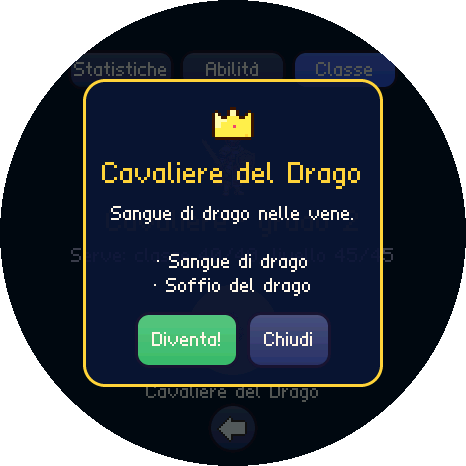 Statistiche Abilità Classe
Cavaliere del Drago
Sangue di drago nelle vene.
· Sangue di drago
· Soffio del drago
Diventa! Chiudi
Cavaliere del Drago